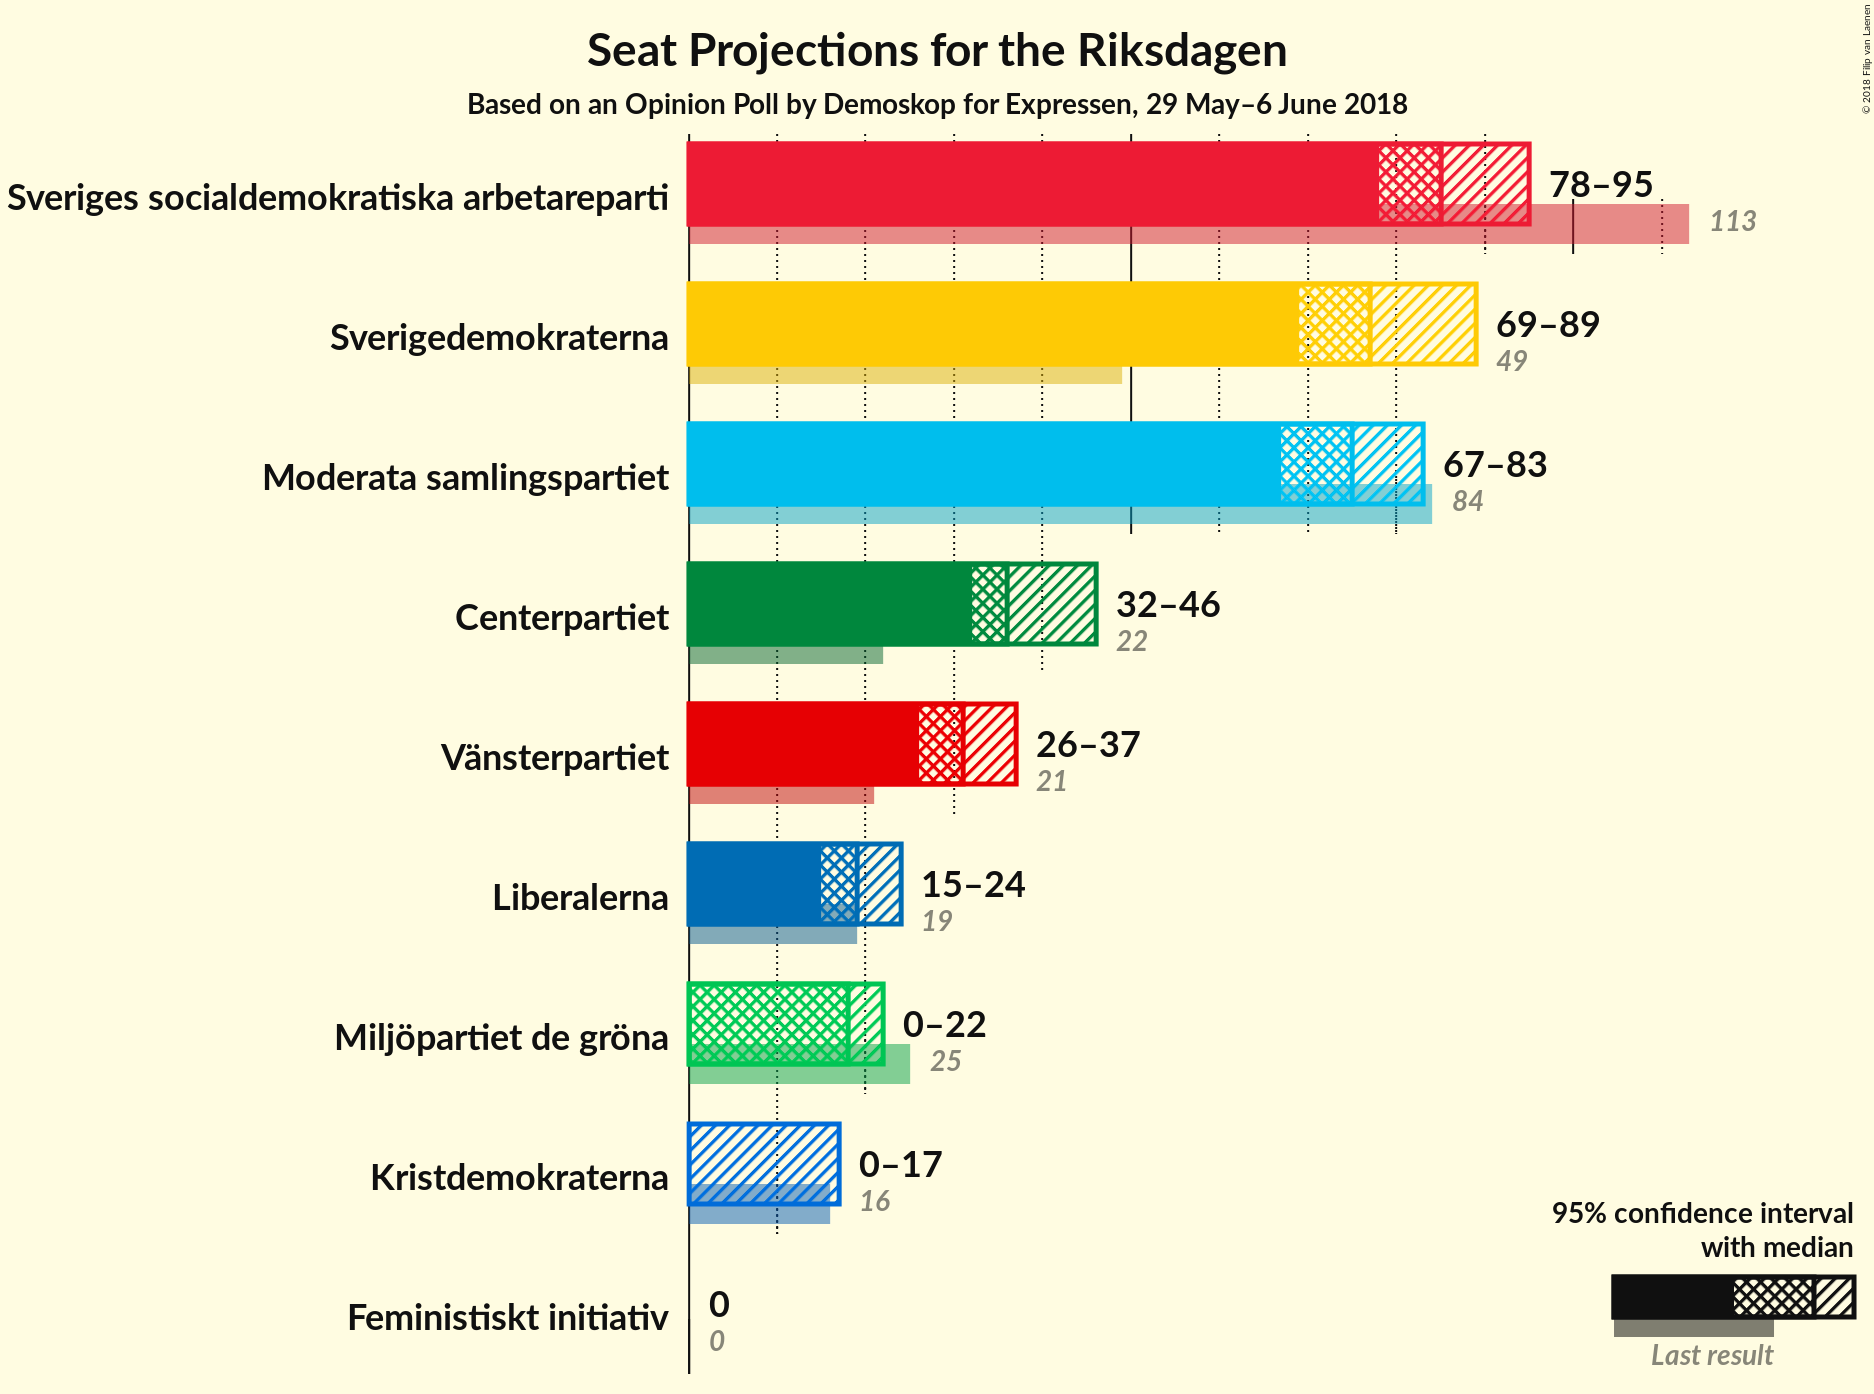 Seat Projections for the Riksdagen
Based on an Opinion Poll by Demoskop for Expressen, 29 May–6 June 2018
© 2018 Filip van Laenen
Sveriges socialdemokratiska arbetareparti
78–95
113
Sverigedemokraterna
69–89
49
Moderata samlingspartiet
67–83
84
Centerpartiet
32–46
22
Vänsterpartiet
26–37
21
Liberalerna
15–24
19
Miljöpartiet de gröna
0–22
25
Kristdemokraterna
0–17
16
Feministiskt initiativ
0
0
95% confidence interval
with median
Last result